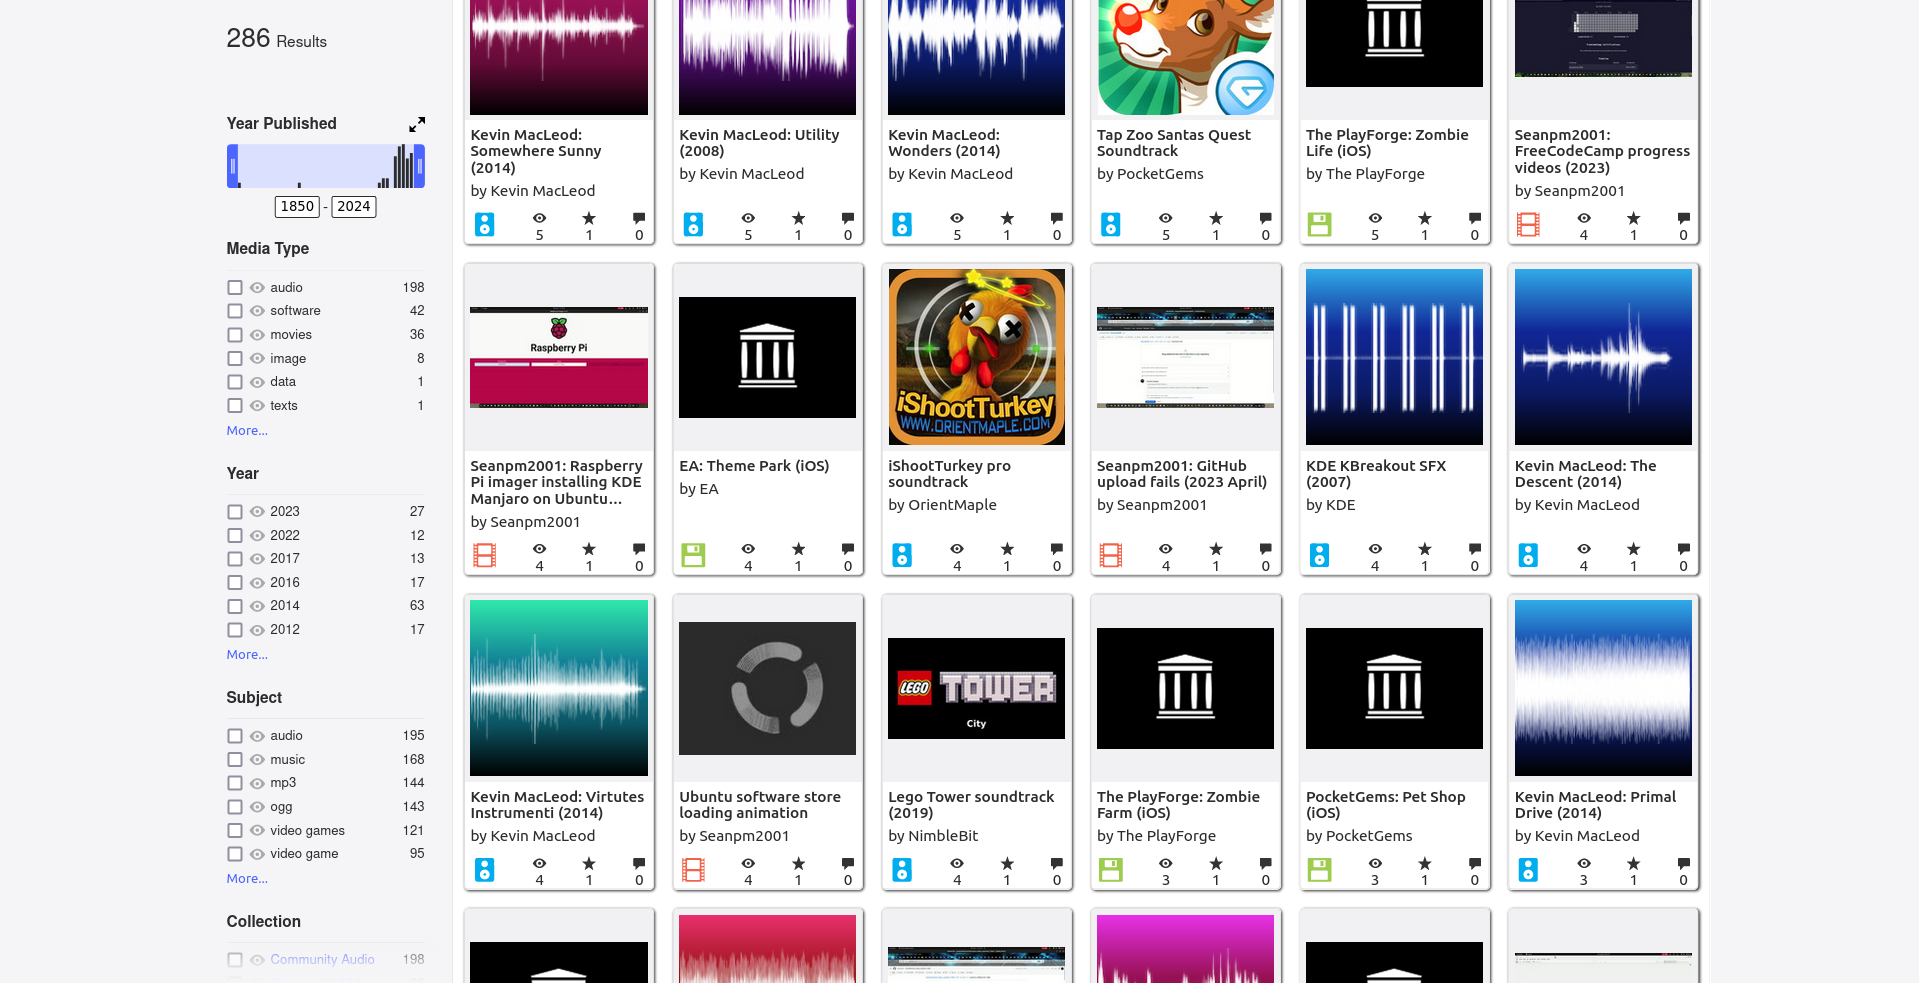 286 Results
Year Published
1850 - 2024
Media Type
audio 198
software 42
movies 36
image 8
data 1
texts 1
More...
Year
2023 27
2022 12
2017 13
2016 17
2014 63
2012 17
More...
Subject
audio 195
music 168
mp3 144
ogg 143
video games 121
video game 95
More...
Collection
Community Audio 198
Kevin MacLeod:
Somewhere Sunny
(2014)
by Kevin MacLeod
5 1 0
Kevin MacLeod: Utility
(2008)
by Kevin MacLeod
5 1 0
Kevin MacLeod:
Wonders (2014)
by Kevin MacLeod
5 1 0
Tap Zoo Santas Quest
Soundtrack
by PocketGems
5 1 0
The PlayForge: Zombie
Life (iOS)
by The PlayForge
5 1 0
Seanpm2001:
FreeCodeCamp progress
videos (2023)
by Seanpm2001
4 1 0
Raspberry Pi
Seanpm2001: Raspberry
Pi imager installing KDE
Manjaro on Ubuntu...
by Seanpm2001
4 1 0
EA: Theme Park (iOS)
by EA
4 1 0
iShootTurkey
WWW.ORIENTMAPLE.COM
iShootTurkey pro
soundtrack
by OrientMaple
4 1 0
Seanpm2001: GitHub
upload fails (2023 April)
by Seanpm2001
4 1 0
KDE KBreakout SFX
(2007)
by KDE
4 1 0
Kevin MacLeod: The
Descent (2014)
by Kevin MacLeod
4 1 0
Kevin MacLeod: Virtutes
Instrumenti (2014)
by Kevin MacLeod
4 1 0
Ubuntu software store
loading animation
by Seanpm2001
4 1 0
LEGO TOWER
City
Lego Tower soundtrack
(2019)
by NimbleBit
4 1 0
The PlayForge: Zombie
Farm (iOS)
by The PlayForge
3 1 0
PocketGems: Pet Shop
(iOS)
by PocketGems
3 1 0
Kevin MacLeod: Primal
Drive (2014)
by Kevin MacLeod
3 1 0